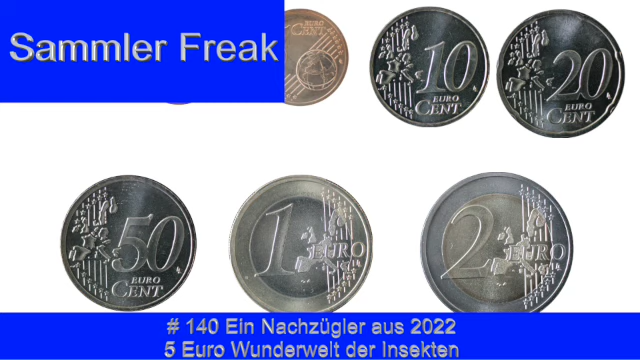 Sammler Freak
EURO
CENT
10
EURO
CENT
20
EURO
CENT
50
EURO
CENT
1
EURO
2
EURO
# 140 Ein Nachzügler aus 2022
5 Euro Wunderwelt der Insekten